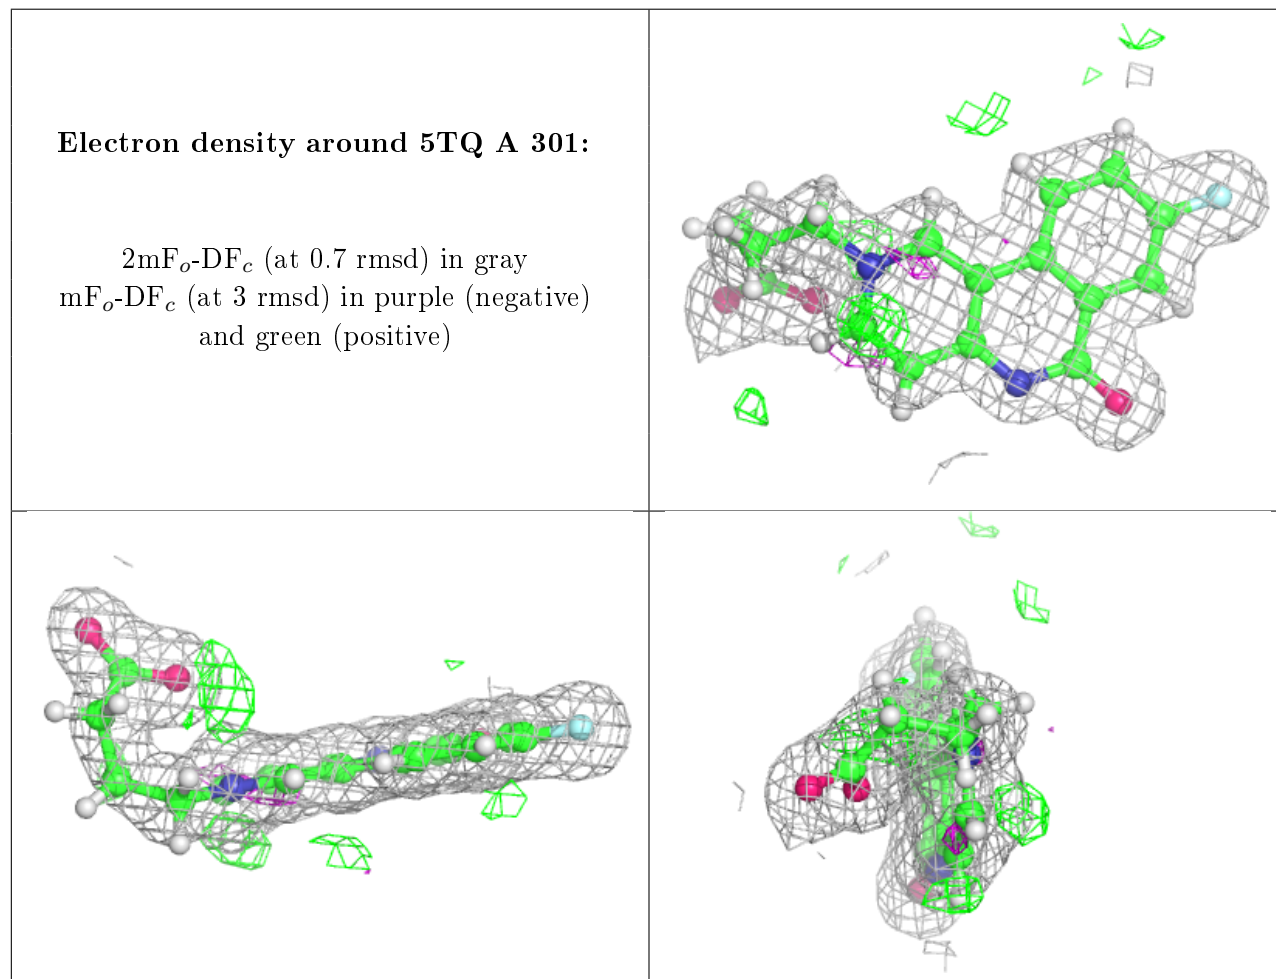 Electron density around 5TQ A 301:
2mFo-DFc (at 0.7 rmsd) in gray
mFo-DFc (at 3 rmsd) in purple (negative)
and green (positive)